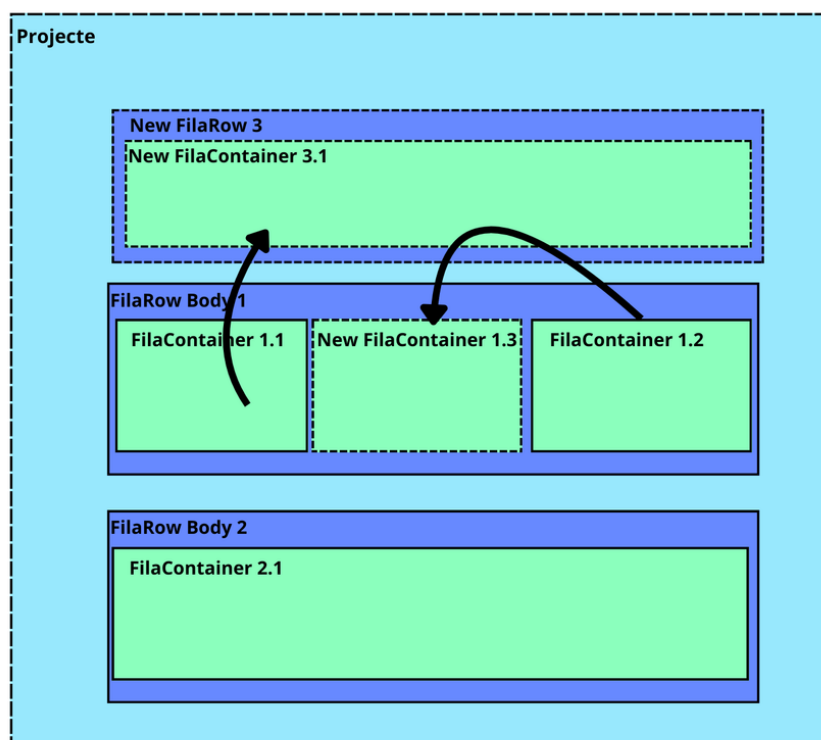 Projecte
New FilaRow 3
New FilaContainer 3.1
FilaRow Body 1
FilaContainer 1.1
New FilaContainer 1.3
FilaContainer 1.2
FilaRow Body 2
FilaContainer 2.1